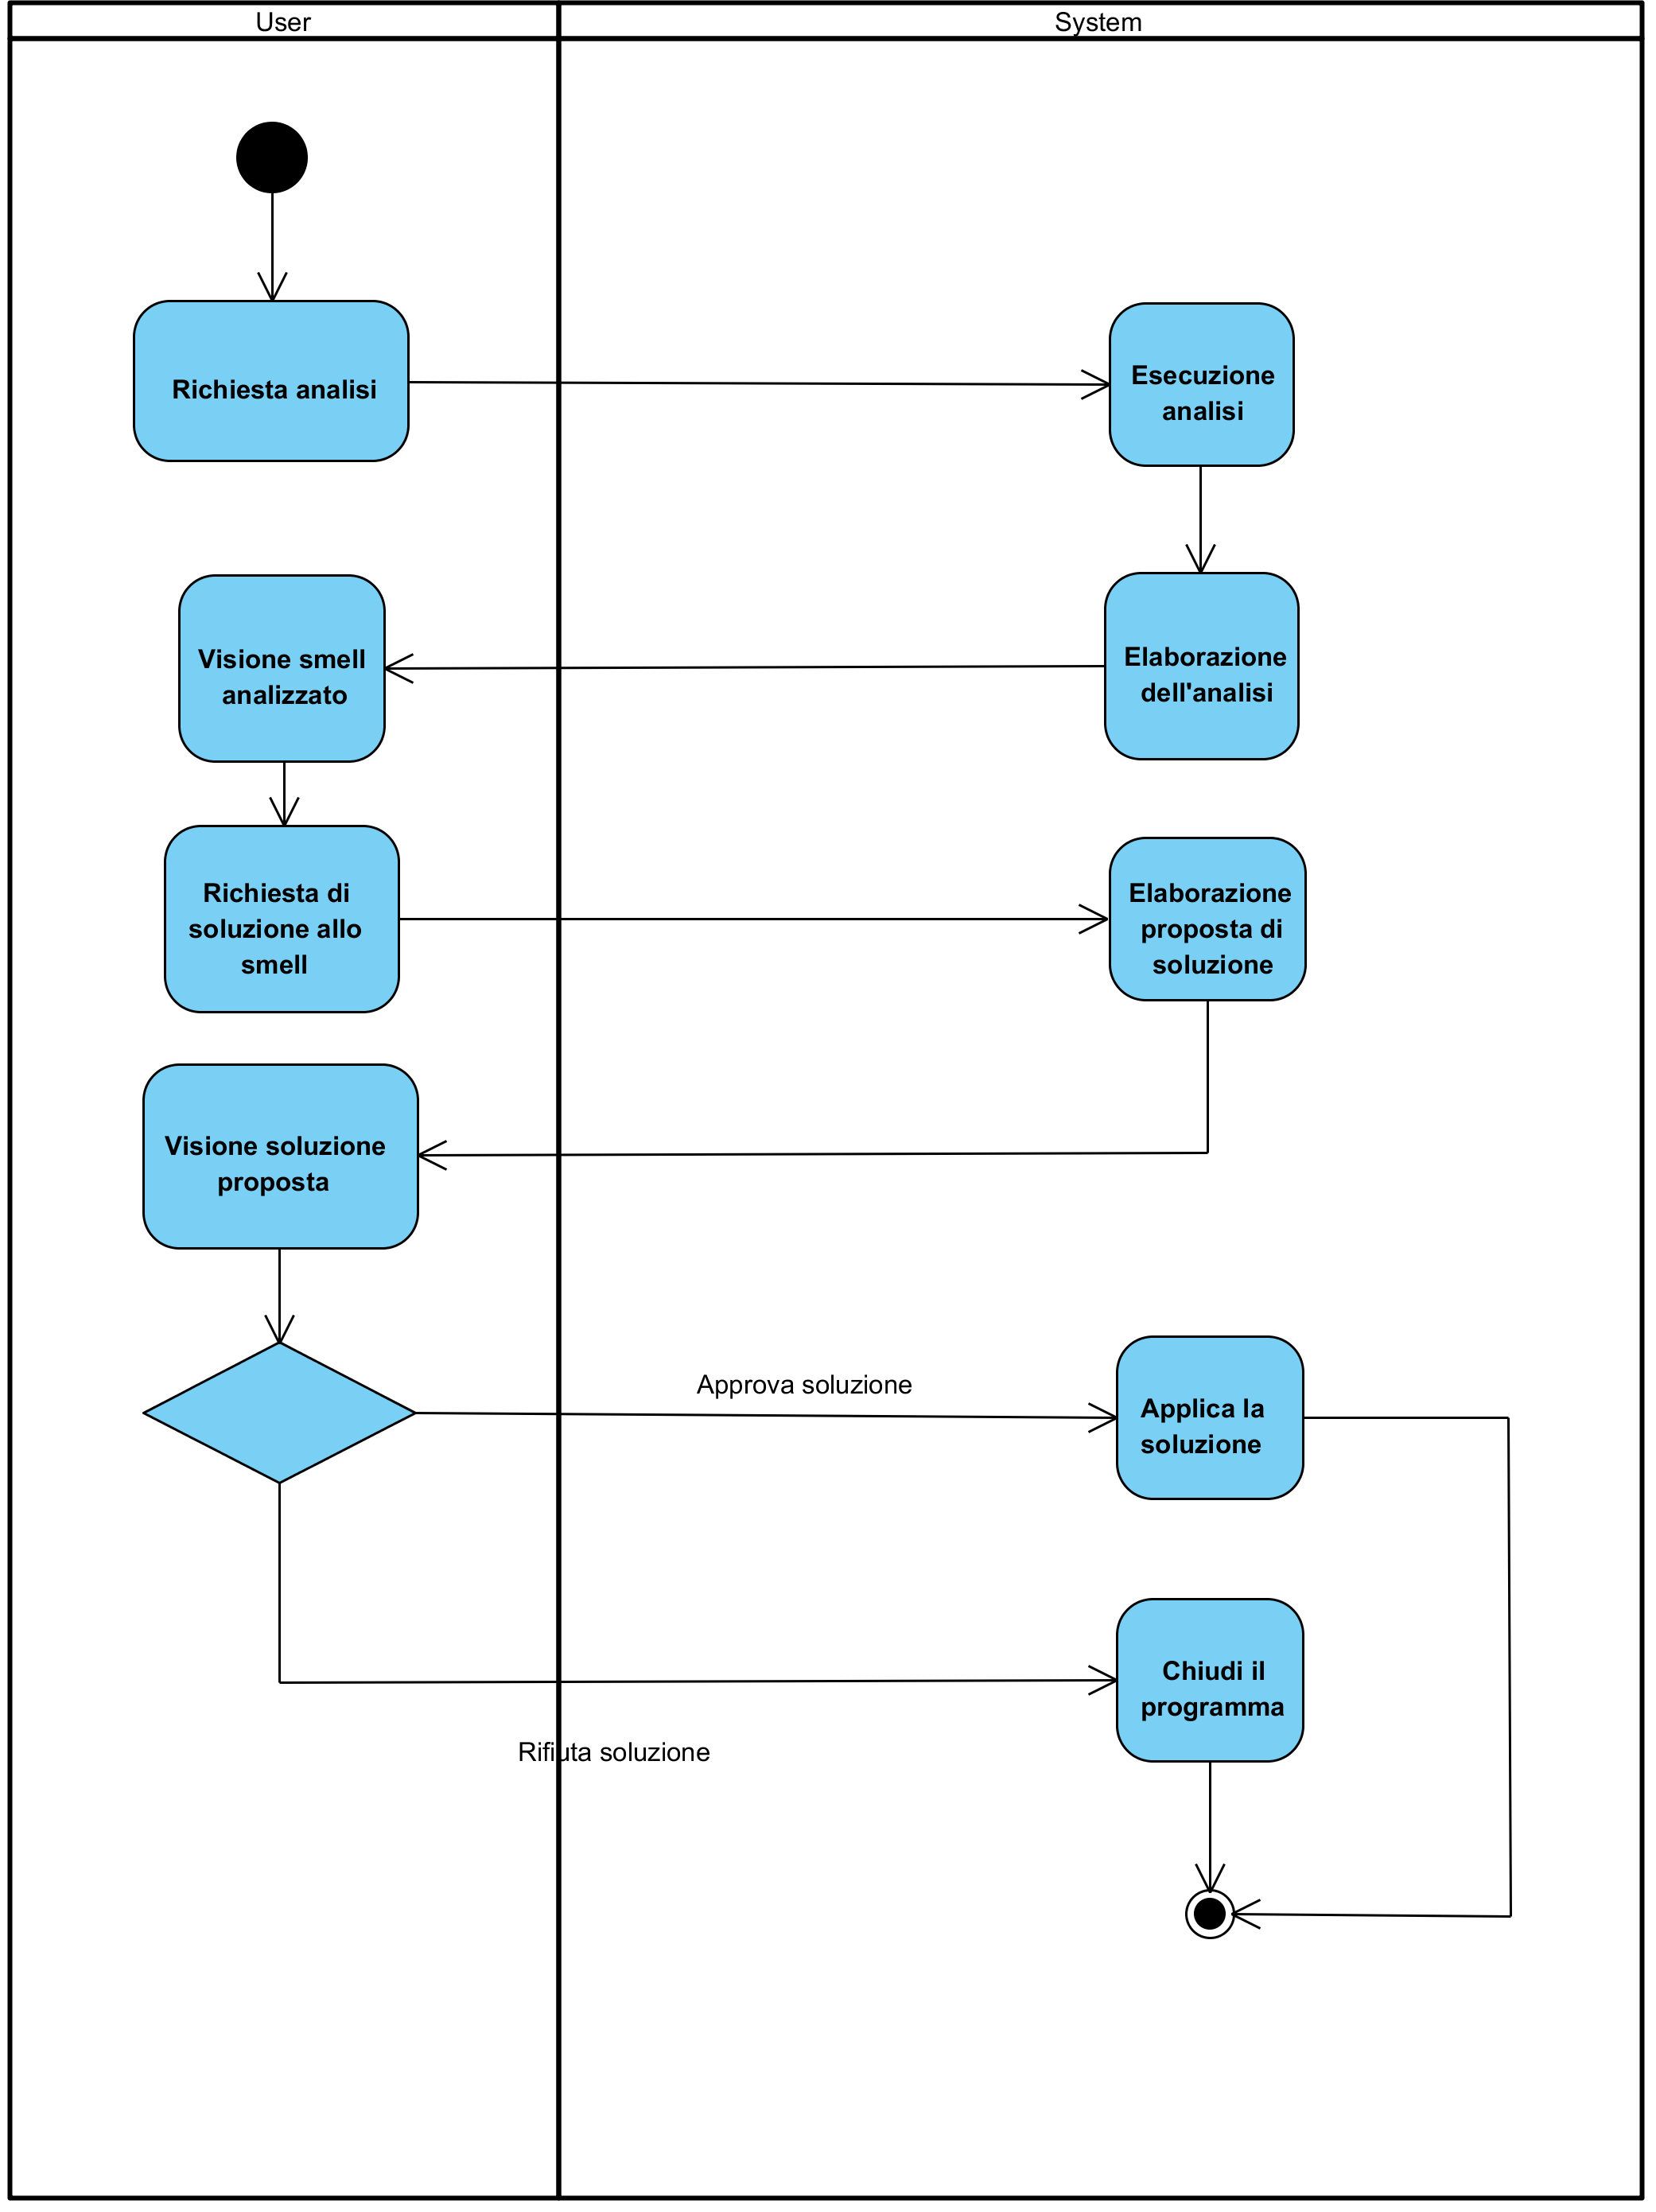 User
System
Richiesta analisi
Esecuzione
analisi
Visione smell
analizzato
Elaborazione
dell'analisi
Richiesta di
soluzione allo
smell
Elaborazione
proposta di
soluzione
Visione soluzione
proposta
Approva soluzione
Applica la
soluzione
Chiudi il
programma
Rifiuta soluzione